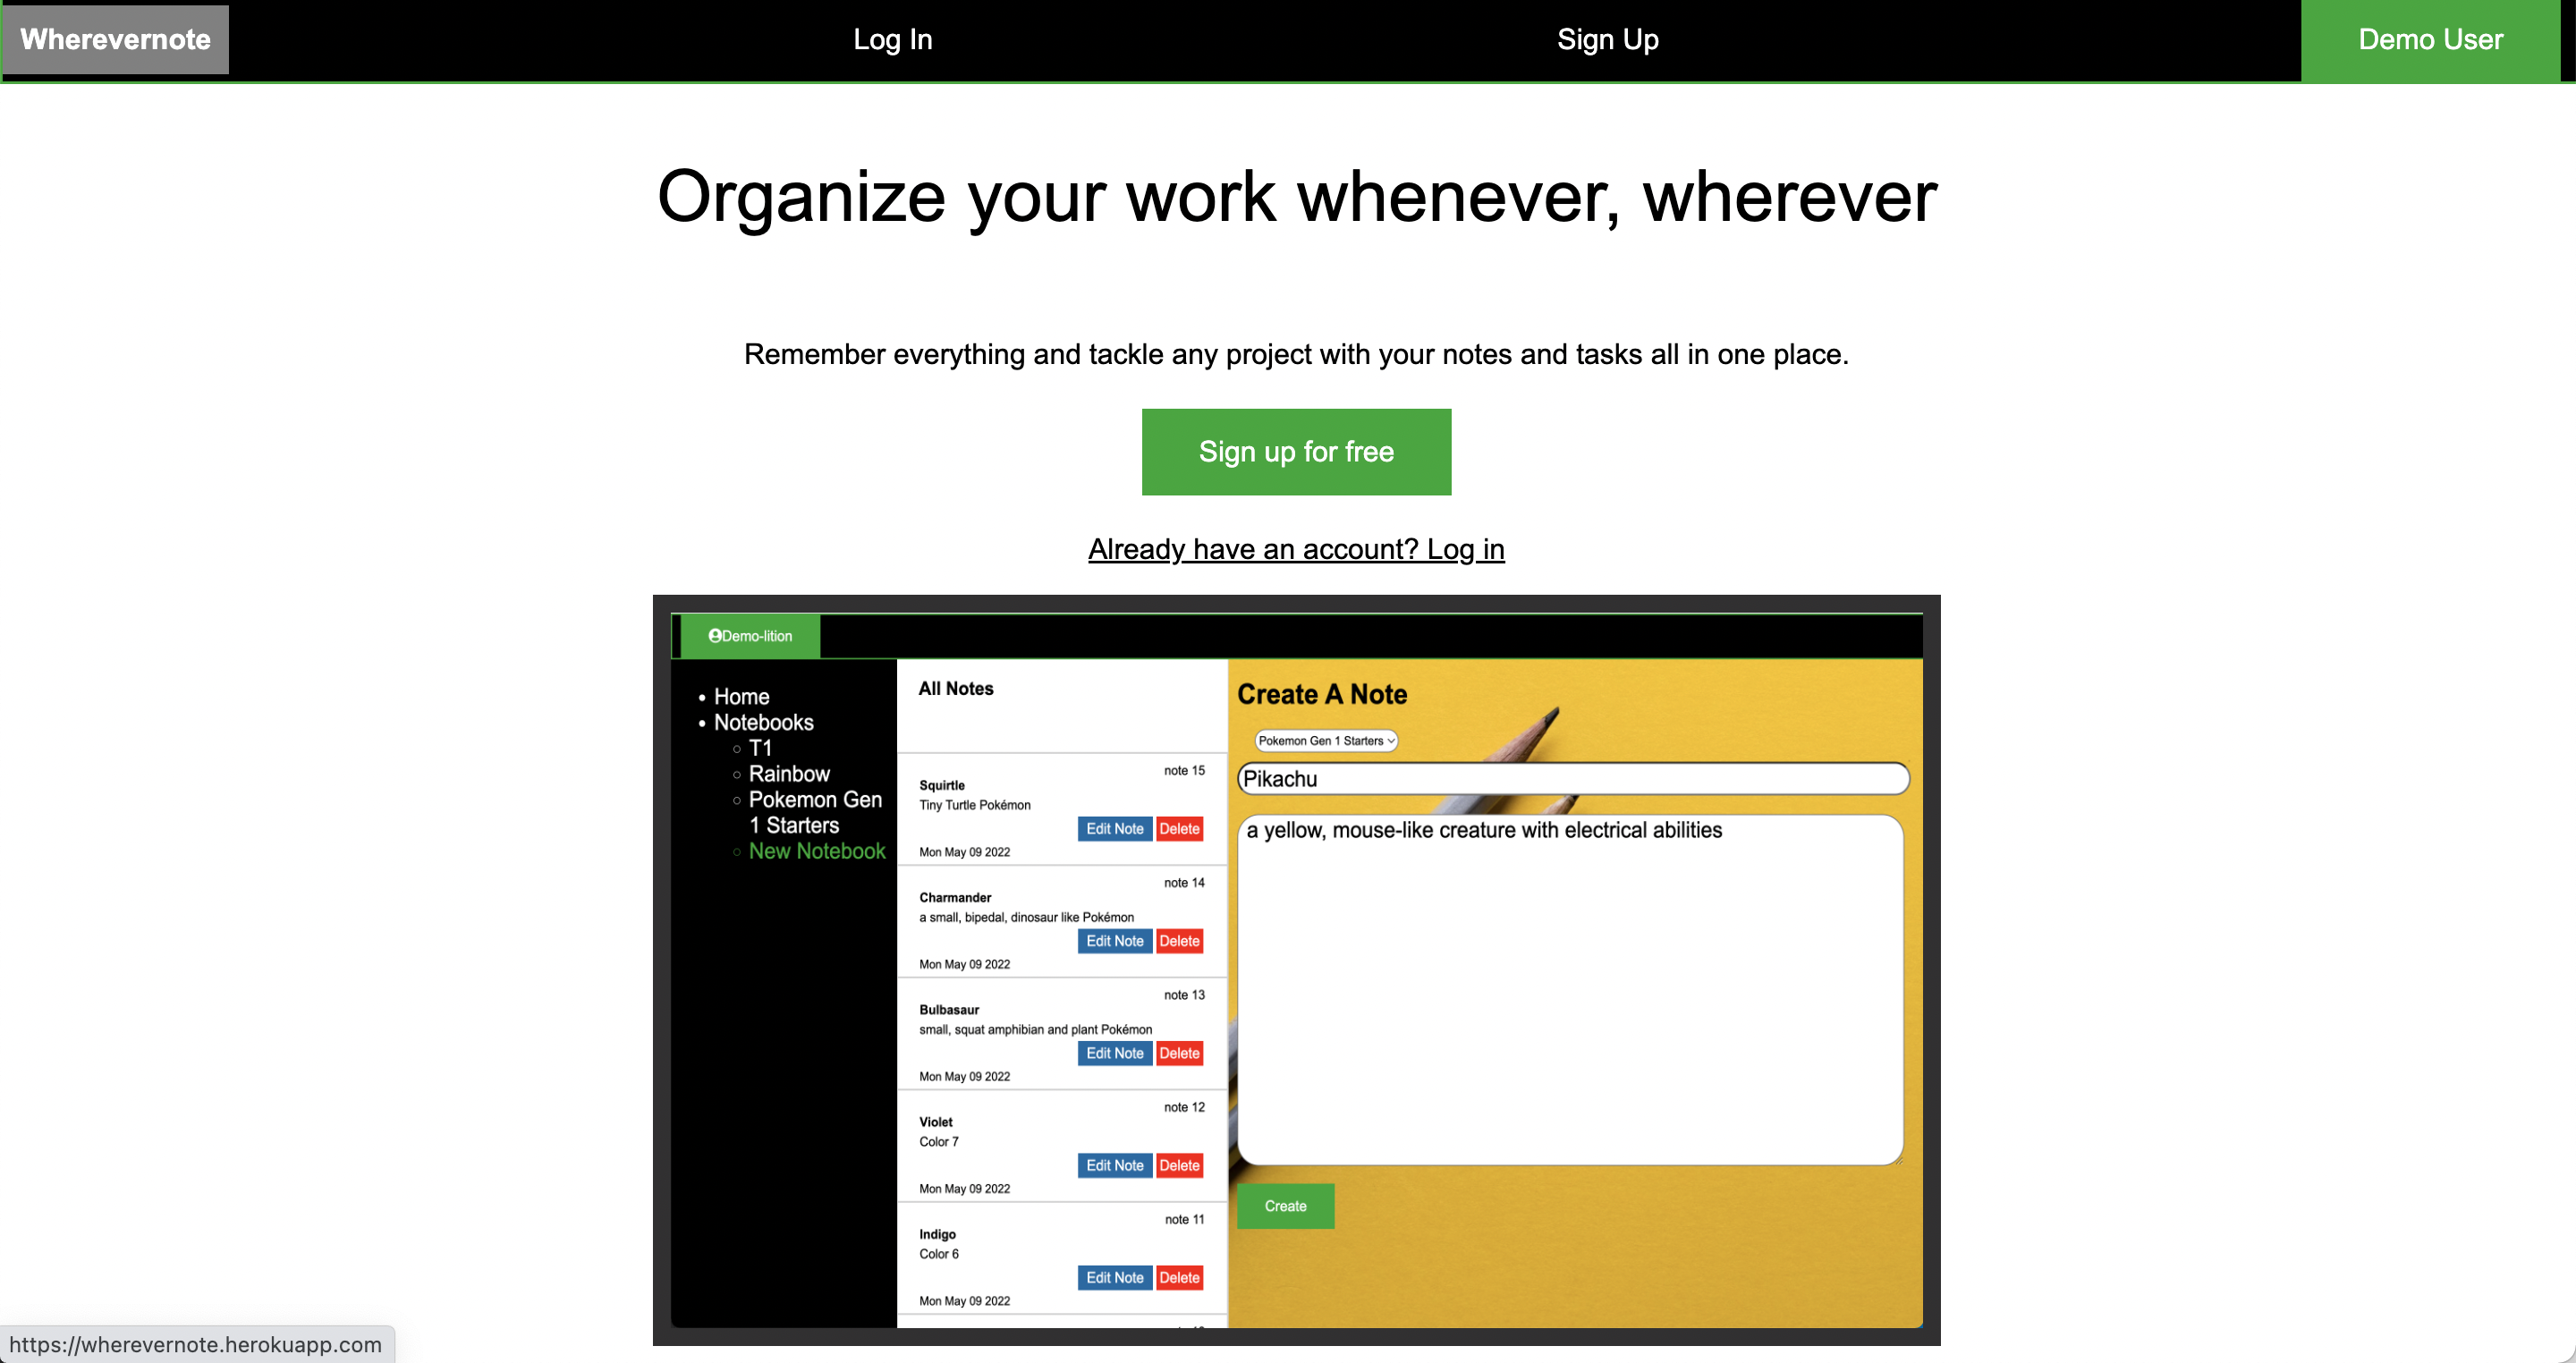 Wherevernote
Log In
Sign Up
Demo User
Organize your work whenever, wherever
Remember everything and tackle any project with your notes and tasks all in one place.
Sign up for free
Already have an account? Log in
Demo-lition
Home
Notebooks
T1
Rainbow
Pokemon Gen
1 Starters
New Notebook
All Notes
note 15
Squirtle
Tiny Turtle Pokémon
Edit Note Delete
Mon May 09 2022
note 14
Charmander
a small, bipedal, dinosaur like Pokémon
Edit Note Delete
Mon May 09 2022
note 13
Bulbasaur
small, squat amphibian and plant Pokémon
Edit Note Delete
Mon May 09 2022
note 12
Violet
Color 7
Edit Note Delete
Mon May 09 2022
note 11
Indigo
Color 6
Edit Note Delete
Mon May 09 2022
Create A Note
Pokemon Gen 1 Starters
Pikachu
a yellow, mouse-like creature with electrical abilities
Create
https://wherevernote.herokuapp.com